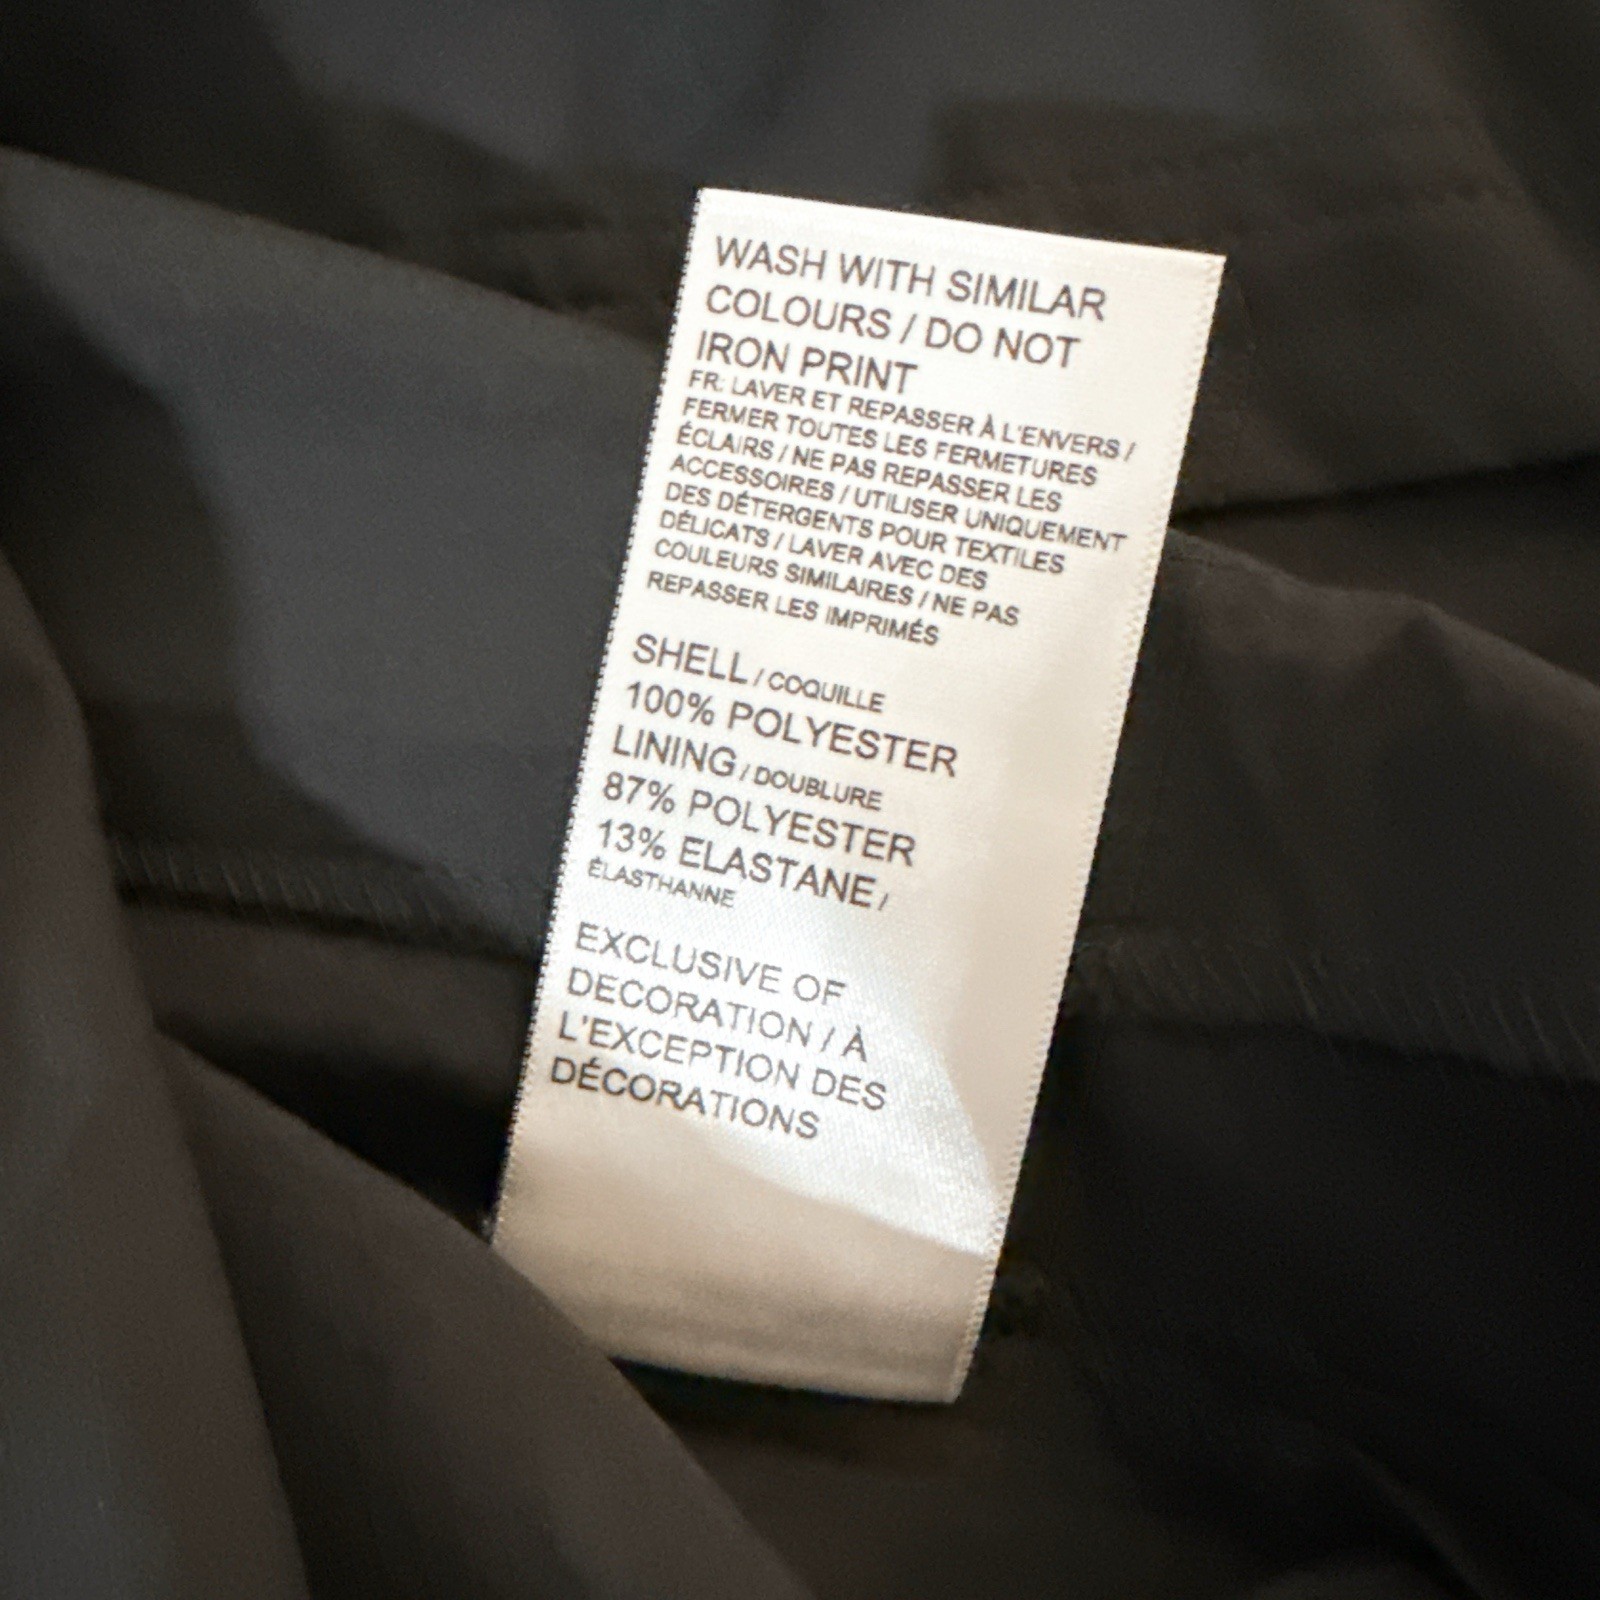 WASH WITH SIMILAR
COLOURS / DO NOT
IRON PRINT
FR: LAVER ET REPASSER À L'ENVERS /
FERMER TOUTES LES FERMETURES
ÉCLAIRS / NE PAS REPASSER LES
ACCESSOIRES / UTILISER UNIQUEMENT
DES DÉTERGENTS POUR TEXTILES
DÉLICATS / LAVER AVEC DES
COULEURS SIMILAIRES / NE PAS
REPASSER LES IMPRIMÉS
SHELL / COQUILLE
100% POLYESTER
LINING / DOUBLURE
87% POLYESTER
13% ELASTANE /
ÉLASTHANNE
EXCLUSIVE OF
DECORATION / À
L'EXCEPTION DES
DÉCORATIONS